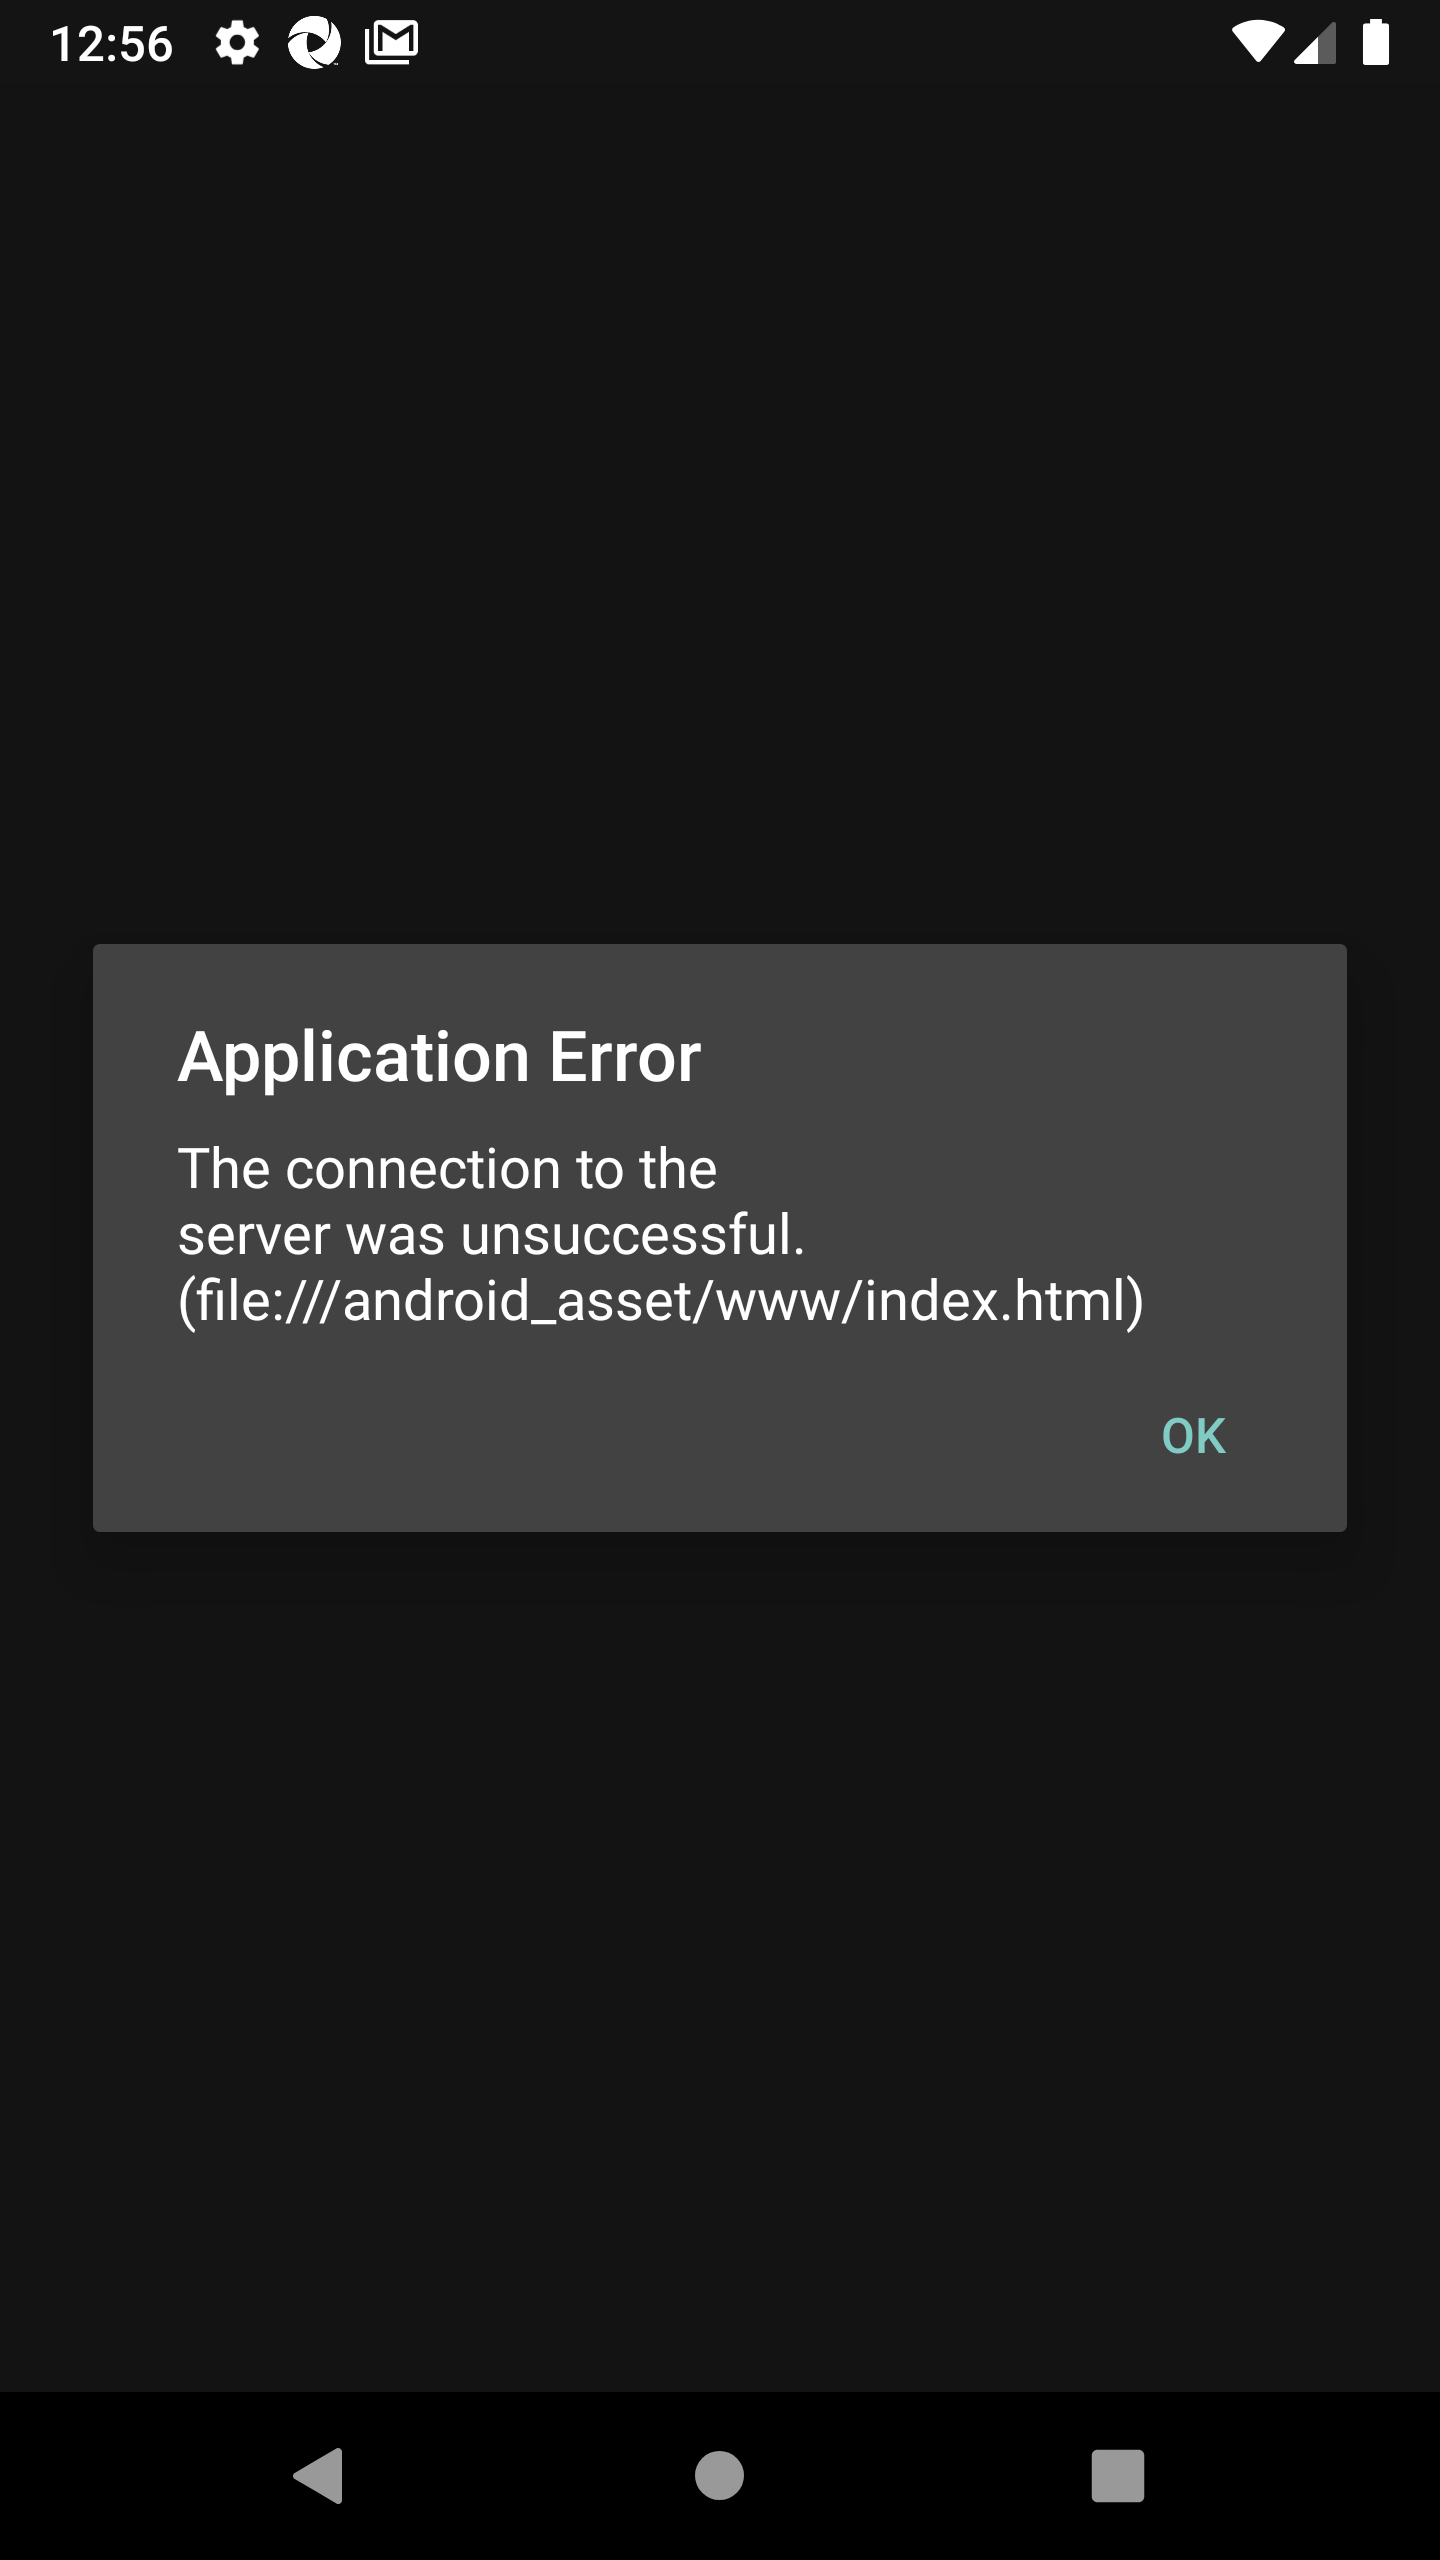 12:56
Application Error
The connection to the
server was unsuccessful.
(file:///android_asset/www/index.html)
OK